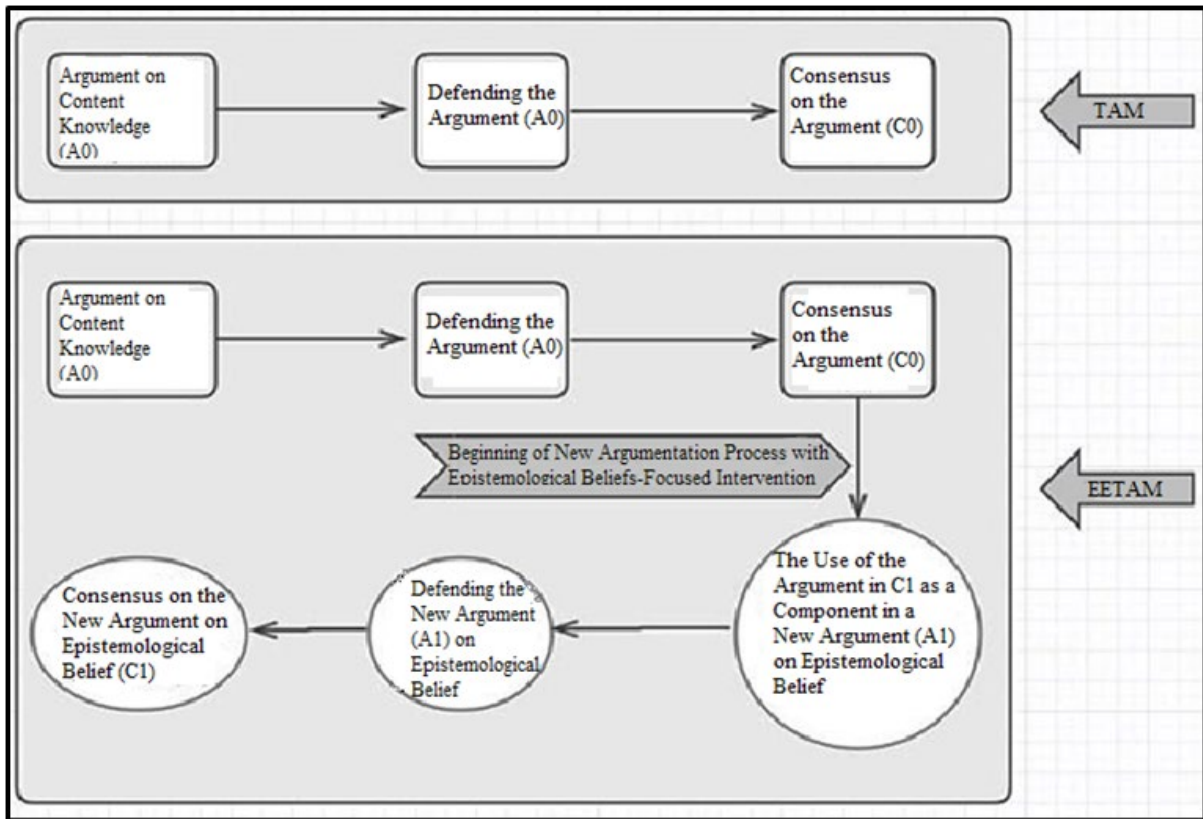 Argument on
Content
Knowledge
(A0)
Defending the
Argument (A0)
Consensus
on the
Argument (C0)
TAM
Argument on
Content
Knowledge
(A0)
Defending the
Argument (A0)
Consensus
on the
Argument (C0)
Beginning of New Argumentation Process with
Epistemological Beliefs-Focused Intervention
EETAM
The Use of the
Argument in C1 as a
Component in a
New Argument (A1)
on Epistemological
Belief
Defending the
New Argument
(A1) on
Epistemological
Belief
Consensus on the
New Argument on
Epistemological
Belief (C1)